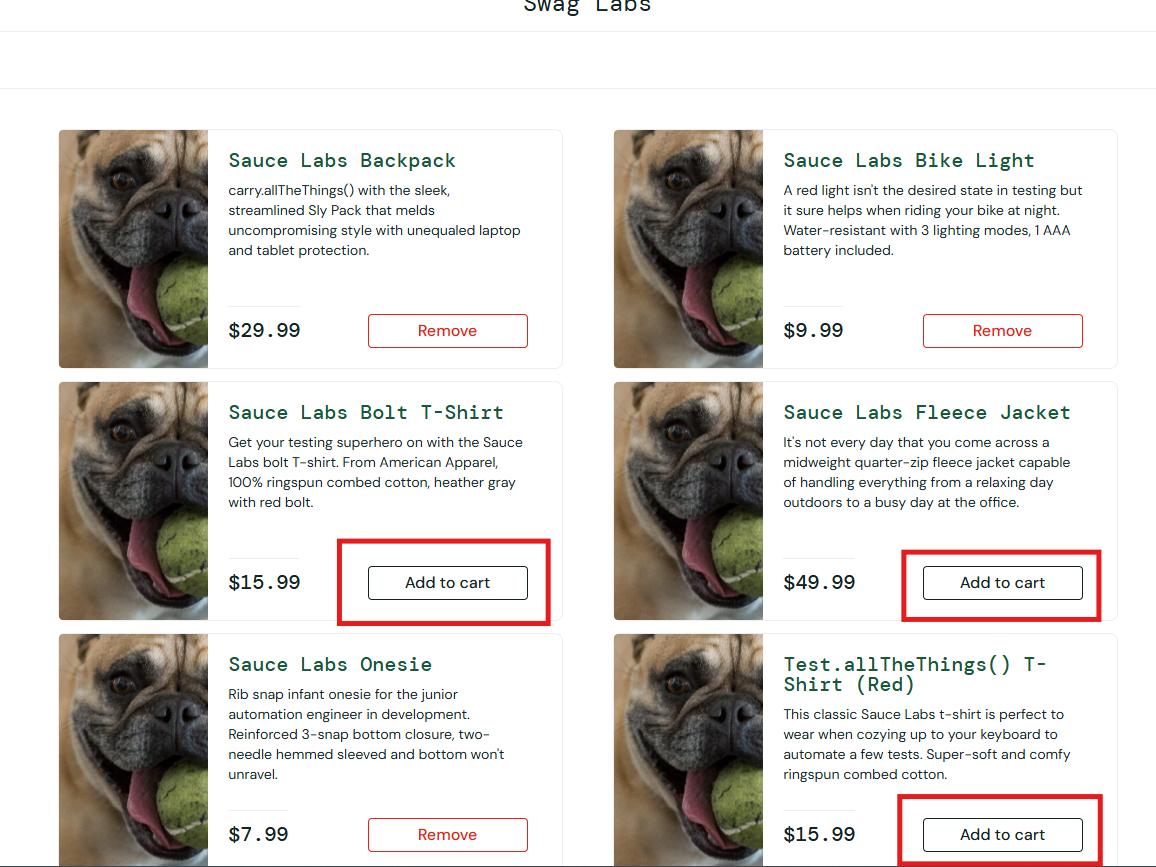 Swag Labs
Sauce Labs Backpack
carry.allTheThings() with the sleek,
streamlined Sly Pack that melds
uncompromising style with unequaled laptop
and tablet protection.
$29.99
Remove
Sauce Labs Bike Light
A red light isn't the desired state in testing but
it sure helps when riding your bike at night.
Water-resistant with 3 lighting modes, 1 AAA
battery included.
$9.99
Remove
Sauce Labs Bolt T-Shirt
Get your testing superhero on with the Sauce
Labs bolt T-shirt. From American Apparel,
100% ringspun combed cotton, heather gray
with red bolt.
$15.99
Add to cart
Sauce Labs Fleece Jacket
It's not every day that you come across a
midweight quarter-zip fleece jacket capable
of handling everything from a relaxing day
outdoors to a busy day at the office.
$49.99
Add to cart
Sauce Labs Onesie
Rib snap infant onesie for the junior
automation engineer in development.
Reinforced 3-snap bottom closure, two-
needle hemmed sleeved and bottom won't
unravel.
$7.99
Remove
Test.allTheThings() T-
Shirt (Red)
This classic Sauce Labs t-shirt is perfect to
wear when cozying up to your keyboard to
automate a few tests. Super-soft and comfy
ringspun combed cotton.
$15.99
Add to cart